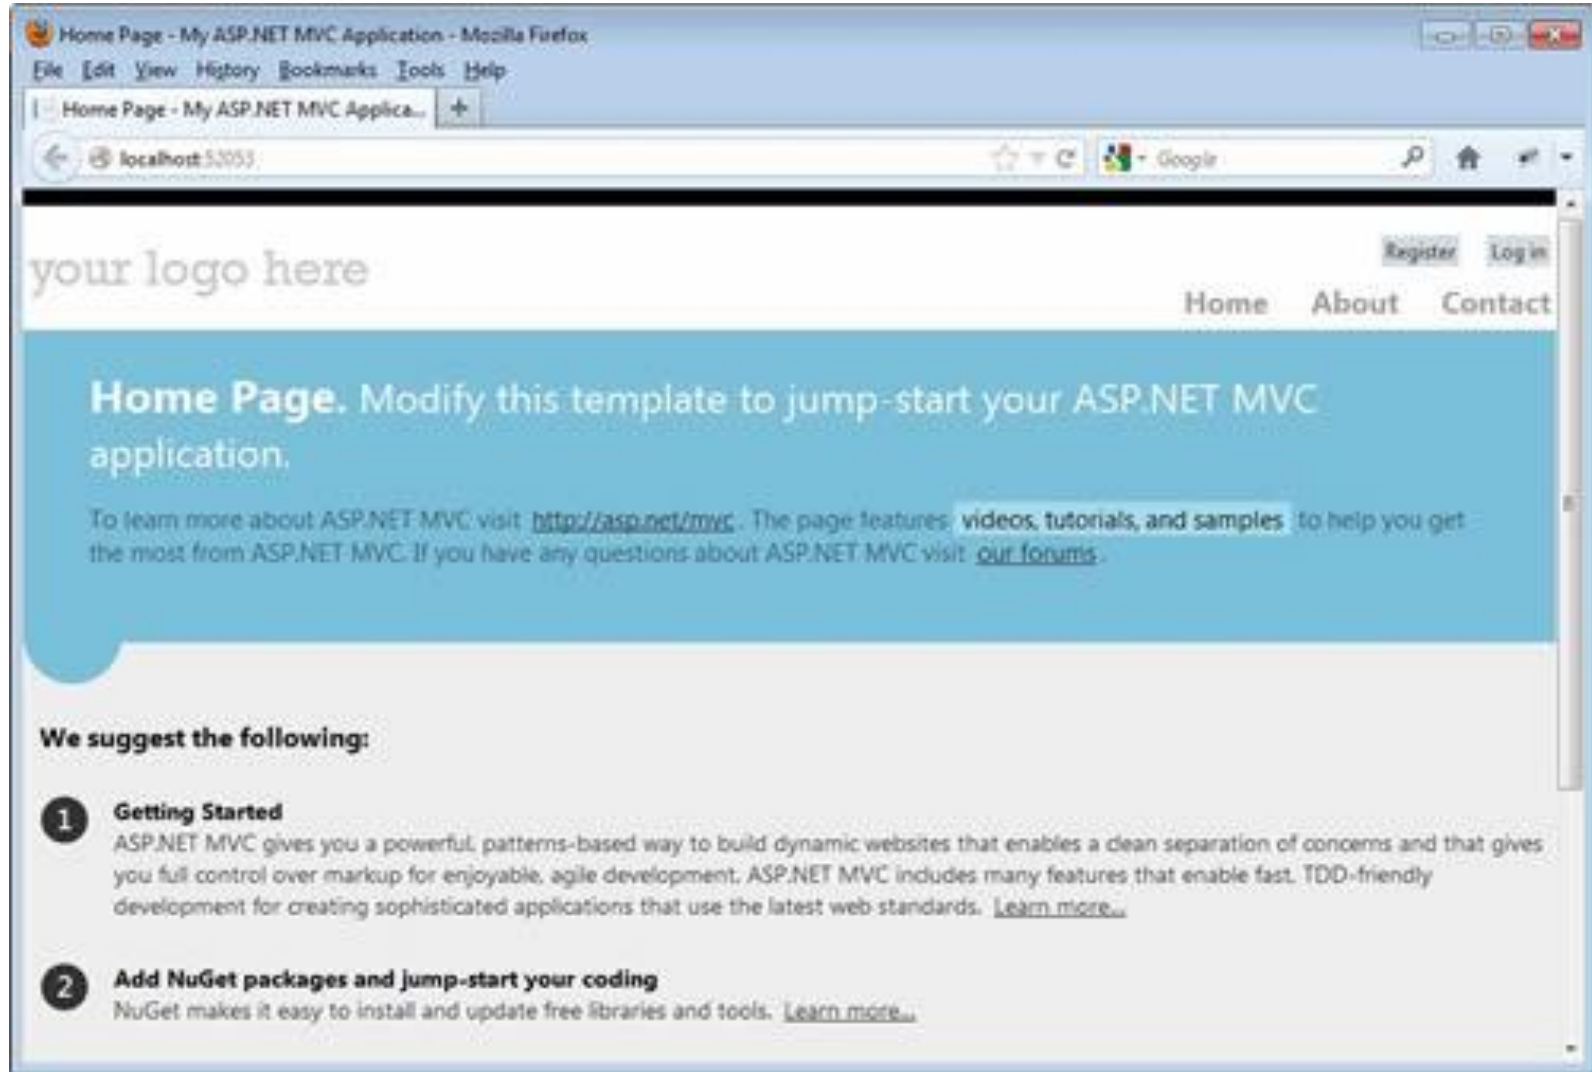 Home Page - My ASP.NET MVC Application - Mozilla Firefox
File Edit View History Bookmarks Tools Help
Home Page - My ASP.NET MVC Applica...
localhost:52053
Google
Register Log in
your logo here
Home About Contact
Home Page. Modify this template to jump-start your ASP.NET MVC
application.
To learn more about ASP.NET MVC visit http://asp.net/mvc. The page features videos, tutorials, and samples to help you get
the most from ASP.NET MVC. If you have any questions about ASP.NET MVC visit our forums.
We suggest the following:
1 Getting Started
ASP.NET MVC gives you a powerful, patterns-based way to build dynamic websites that enables a clean separation of concerns and that gives
you full control over markup for enjoyable, agile development. ASP.NET MVC includes many features that enable fast, TDD-friendly
development for creating sophisticated applications that use the latest web standards. Learn more...
2 Add NuGet packages and jump-start your coding
NuGet makes it easy to install and update free libraries and tools. Learn more...